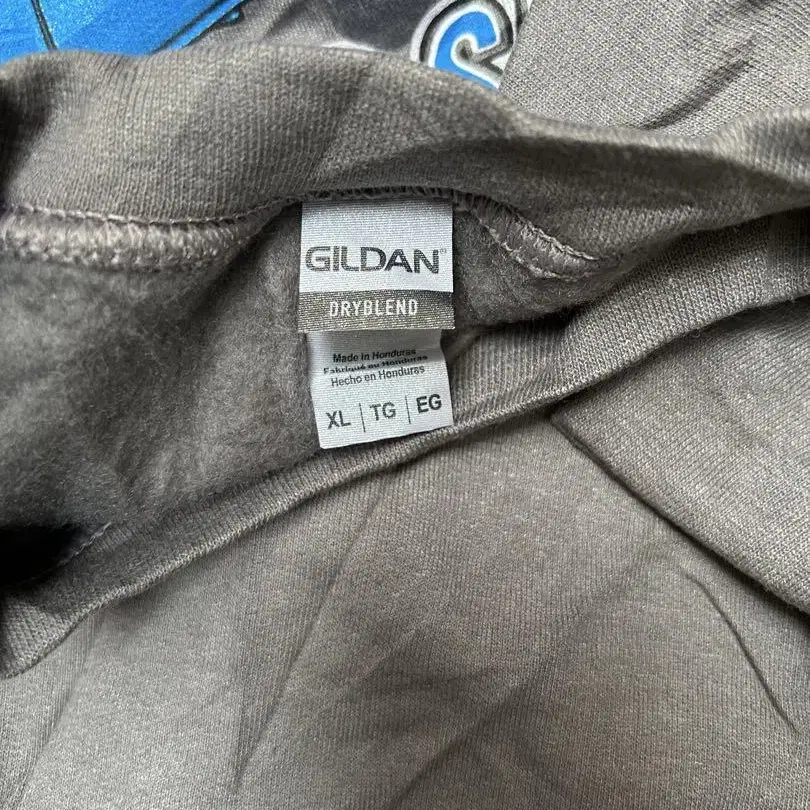 GILDAN
DRYBLEND
Made in Honduras
Fabriqué au Honduras
Hecho en Honduras
XL | TG | EG